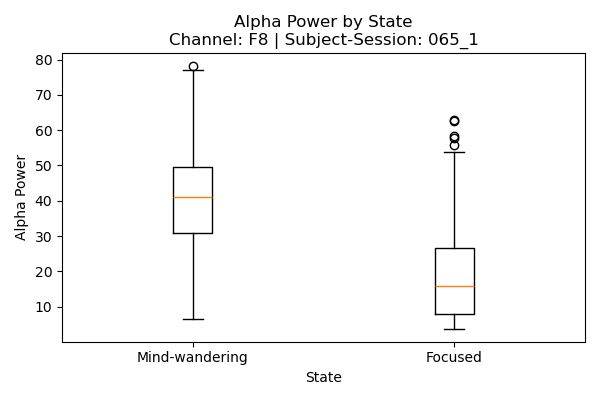 Alpha Power by State
Channel: F8 | Subject-Session: 065_1
Alpha Power
80
70
60
50
40
30
20
10
Mind-wandering
Focused
State